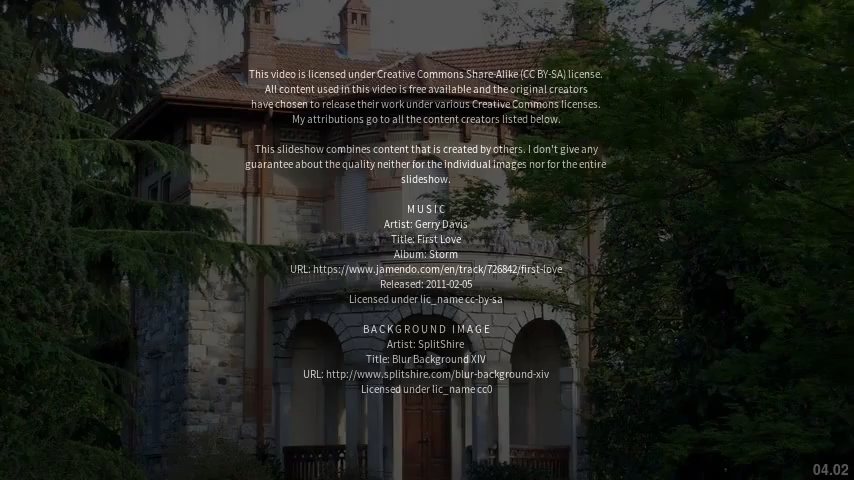 This video is licensed under Creative Commons Share-Alike (CC BY-SA) license.
All content used in this video is free available and the original creators
have chosen to release their work under various Creative Commons licenses.
My attributions go to all the content creators listed below.
This slideshow combines content that is created by others. I don't give any
guarantee about the quality neither for the individual images nor for the entire
slideshow.
MUSIC
Artist: Gerry Davis
Title: First Love
Album: Storm
URL: https://www.jamendo.com/en/track/726842/first-love
Released: 2011-02-05
Licensed under lic_name cc-by-sa
BACKGROUND IMAGE
Artist: SplitShire
Title: Blur Background XIV
URL: http://www.splitshire.com/blur-background-xiv
Licensed under lic_name cc0
04.02